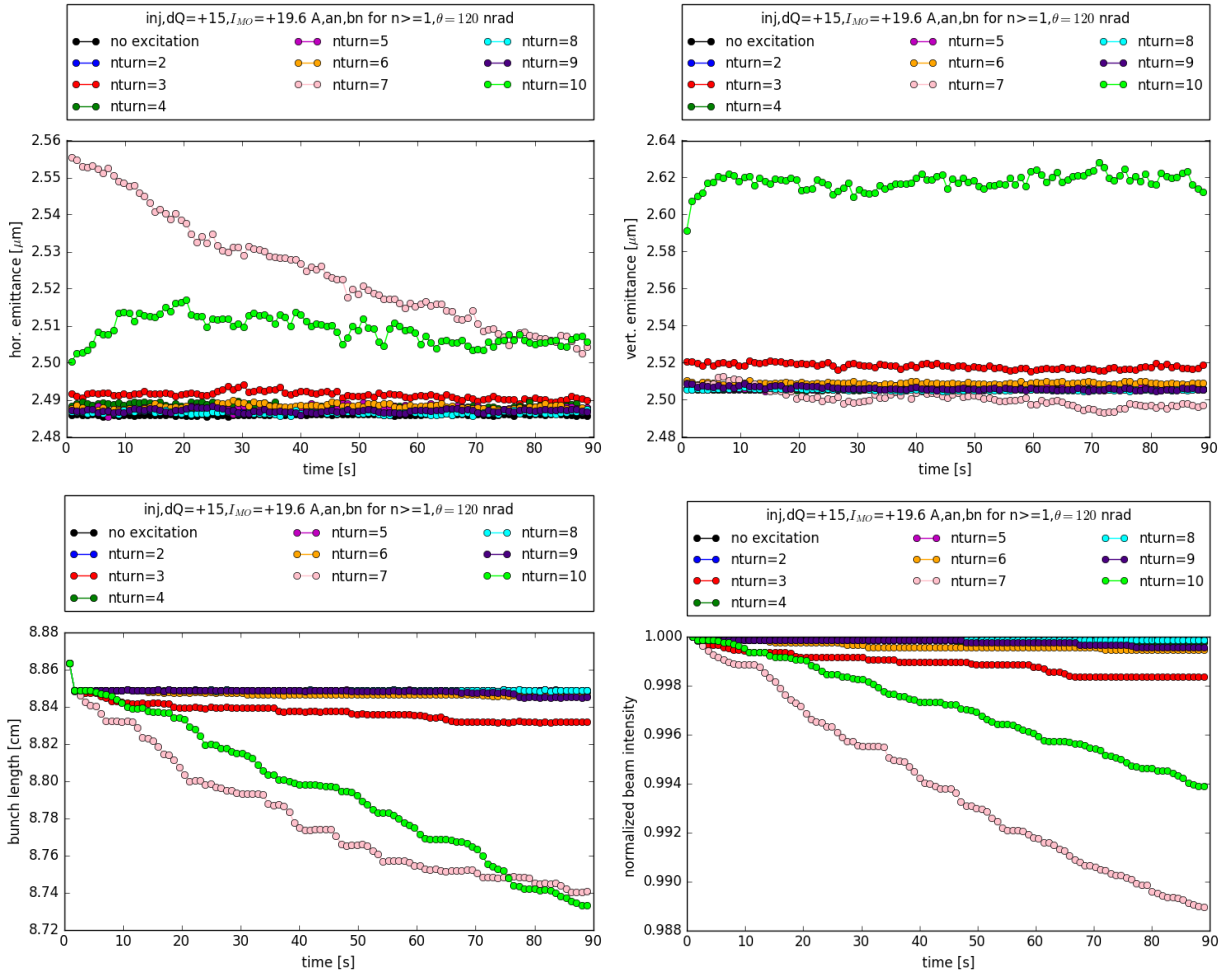 inj,dQ=+15,I_MO=+19.6 A,an,bn for n>=1,θ=120 nrad
no excitation nturn=5 nturn=8
nturn=2 nturn=6 nturn=9
nturn=3 nturn=7 nturn=10
nturn=4
2.56
2.55
2.54
2.53
2.52
2.51
2.50
2.49
2.48
hor. emittance [μm]
0 10 20 30 40 50 60 70 80 90
time [s]
inj,dQ=+15,I_MO=+19.6 A,an,bn for n>=1,θ=120 nrad
no excitation nturn=5 nturn=8
nturn=2 nturn=6 nturn=9
nturn=3 nturn=7 nturn=10
nturn=4
2.64
2.62
2.60
2.58
2.56
2.54
2.52
2.50
2.48
vert. emittance [μm]
0 10 20 30 40 50 60 70 80 90
time [s]
inj,dQ=+15,I_MO=+19.6 A,an,bn for n>=1,θ=120 nrad
no excitation nturn=5 nturn=8
nturn=2 nturn=6 nturn=9
nturn=3 nturn=7 nturn=10
nturn=4
8.88
8.86
8.84
8.82
8.80
8.78
8.76
8.74
8.72
bunch length [cm]
0 10 20 30 40 50 60 70 80 90
time [s]
inj,dQ=+15,I_MO=+19.6 A,an,bn for n>=1,θ=120 nrad
no excitation nturn=5 nturn=8
nturn=2 nturn=6 nturn=9
nturn=3 nturn=7 nturn=10
nturn=4
1.000
0.998
0.996
0.994
0.992
0.990
0.988
normalized beam intensity
0 10 20 30 40 50 60 70 80 90
time [s]